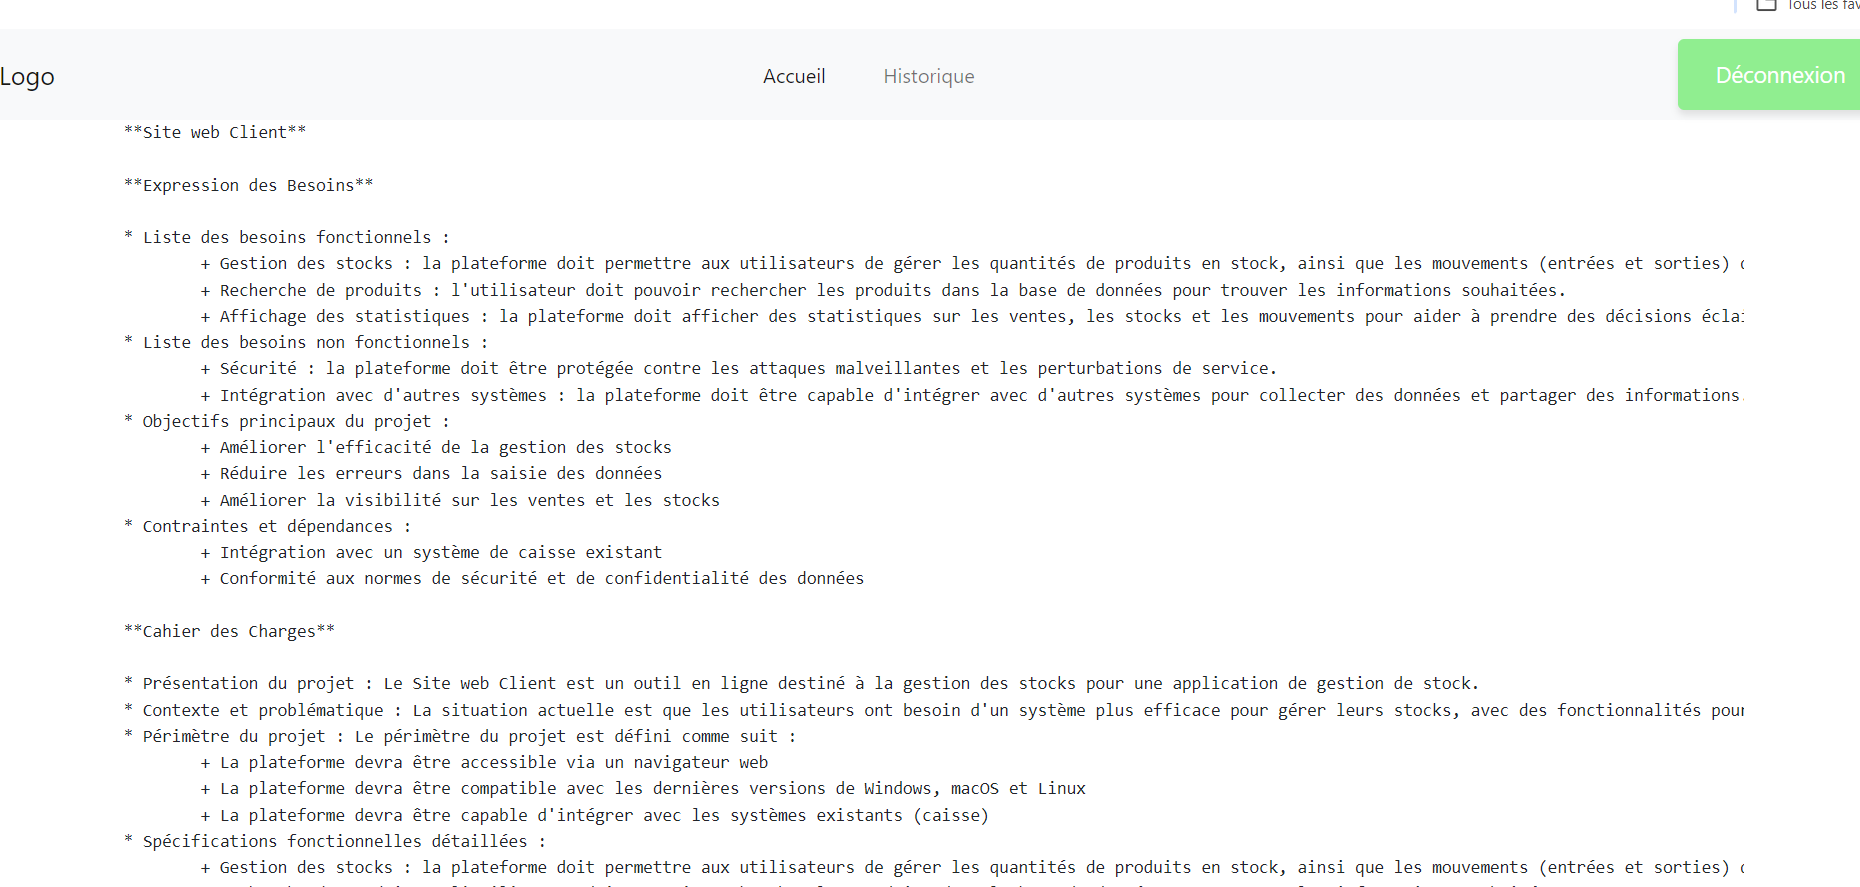 Tous les fav
Logo
Accueil
Historique
Déconnexion
**Site web Client**
**Expression des Besoins**
* Liste des besoins fonctionnels :
+ Gestion des stocks : la plateforme doit permettre aux utilisateurs de gérer les quantités de produits en stock, ainsi que les mouvements (entrées et sorties)
+ Recherche de produits : l'utilisateur doit pouvoir rechercher les produits dans la base de données pour trouver les informations souhaitées.
+ Affichage des statistiques : la plateforme doit afficher des statistiques sur les ventes, les stocks et les mouvements pour aider à prendre des décisions éclai
* Liste des besoins non fonctionnels :
+ Sécurité : la plateforme doit être protégée contre les attaques malveillantes et les perturbations de service.
+ Intégration avec d'autres systèmes : la plateforme doit être capable d'intégrer avec d'autres systèmes pour collecter des données et partager des informations.
* Objectifs principaux du projet :
+ Améliorer l'efficacité de la gestion des stocks
+ Réduire les erreurs dans la saisie des données
+ Améliorer la visibilité sur les ventes et les stocks
* Contraintes et dépendances :
+ Intégration avec un système de caisse existant
+ Conformité aux normes de sécurité et de confidentialité des données
**Cahier des Charges**
* Présentation du projet : Le Site web Client est un outil en ligne destiné à la gestion des stocks pour une application de gestion de stock.
* Contexte et problématique : La situation actuelle est que les utilisateurs ont besoin d'un système plus efficace pour gérer leurs stocks, avec des fonctionnalités pour
* Périmètre du projet : Le périmètre du projet est défini comme suit :
+ La plateforme devra être accessible via un navigateur web
+ La plateforme devra être compatible avec les dernières versions de Windows, macOS et Linux
+ La plateforme devra être capable d'intégrer avec les systèmes existants (caisse)
* Spécifications fonctionnelles détaillées :
+ Gestion des stocks : la plateforme doit permettre aux utilisateurs de gérer les quantités de produits en stock, ainsi que les mouvements (entrées et sorties)